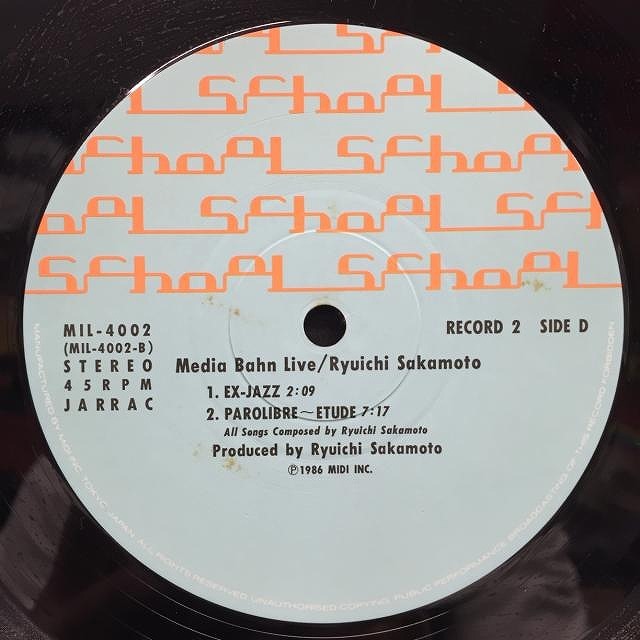 School
School
School School
School School
School School
MIL-4002
(MIL-4002-B)
STEREO
45RPM
JARRAC
RECORD 2 SIDE D
Media Bahn Live/Ryuichi Sakamoto
1. EX-JAZZ 2:09
2. PAROLIBRE~ETUDE 7:17
All Songs Composed by Ryuichi Sakamoto
Produced by Ryuichi Sakamoto
Ⓟ1986 MIDI INC.
MANUFACTURED BY MIDI INC. TOKYO, JAPAN. ALL RIGHTS RESERVED. UNAUTHORISED COPYING, PUBLIC PERFORMANCE, BROADCASTING OF THIS RECORD FORBIDDEN